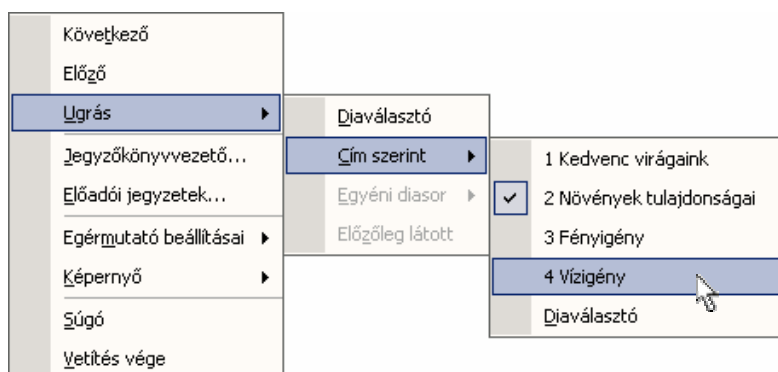 Következő
Előző
Ugrás
Jegyzőkönyvvezető...
Előadói jegyzetek...
Egérmutató beállításai
Képernyő
Súgó
Vetítés vége
Diaválasztó
Cím szerint
Egyéni diasor
Előzőleg látott
1 Kedvenc virágaink
2 Növények tulajdonságai
3 Fényigény
4 Vízigény
Diaválasztó